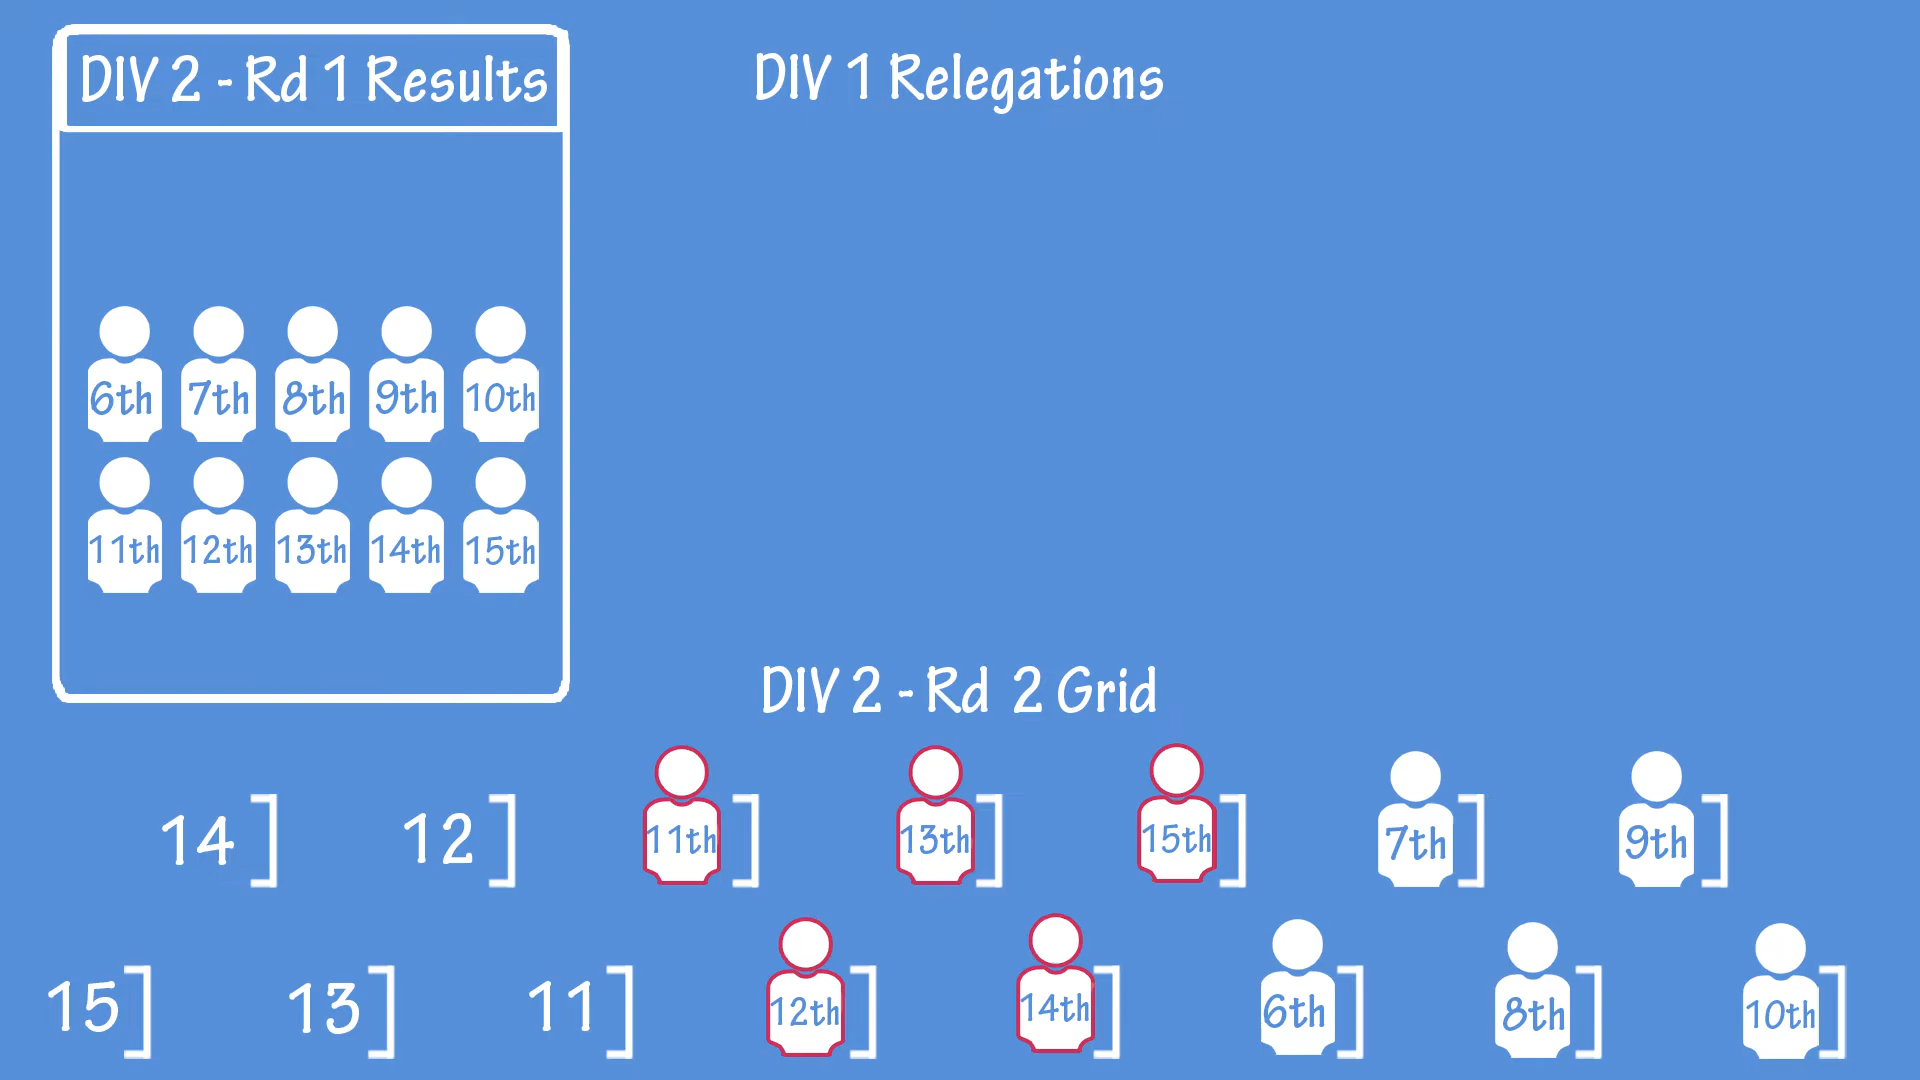 DIV 2 - Rd 1 Results
DIV 1 Relegations
6th 7th 8th 9th 10th
11th 12th 13th 14th 15th
DIV 2 - Rd 2 Grid
14 12 11th 13th 15th 7th 9th
15 13 11 12th 14th 6th 8th 10th